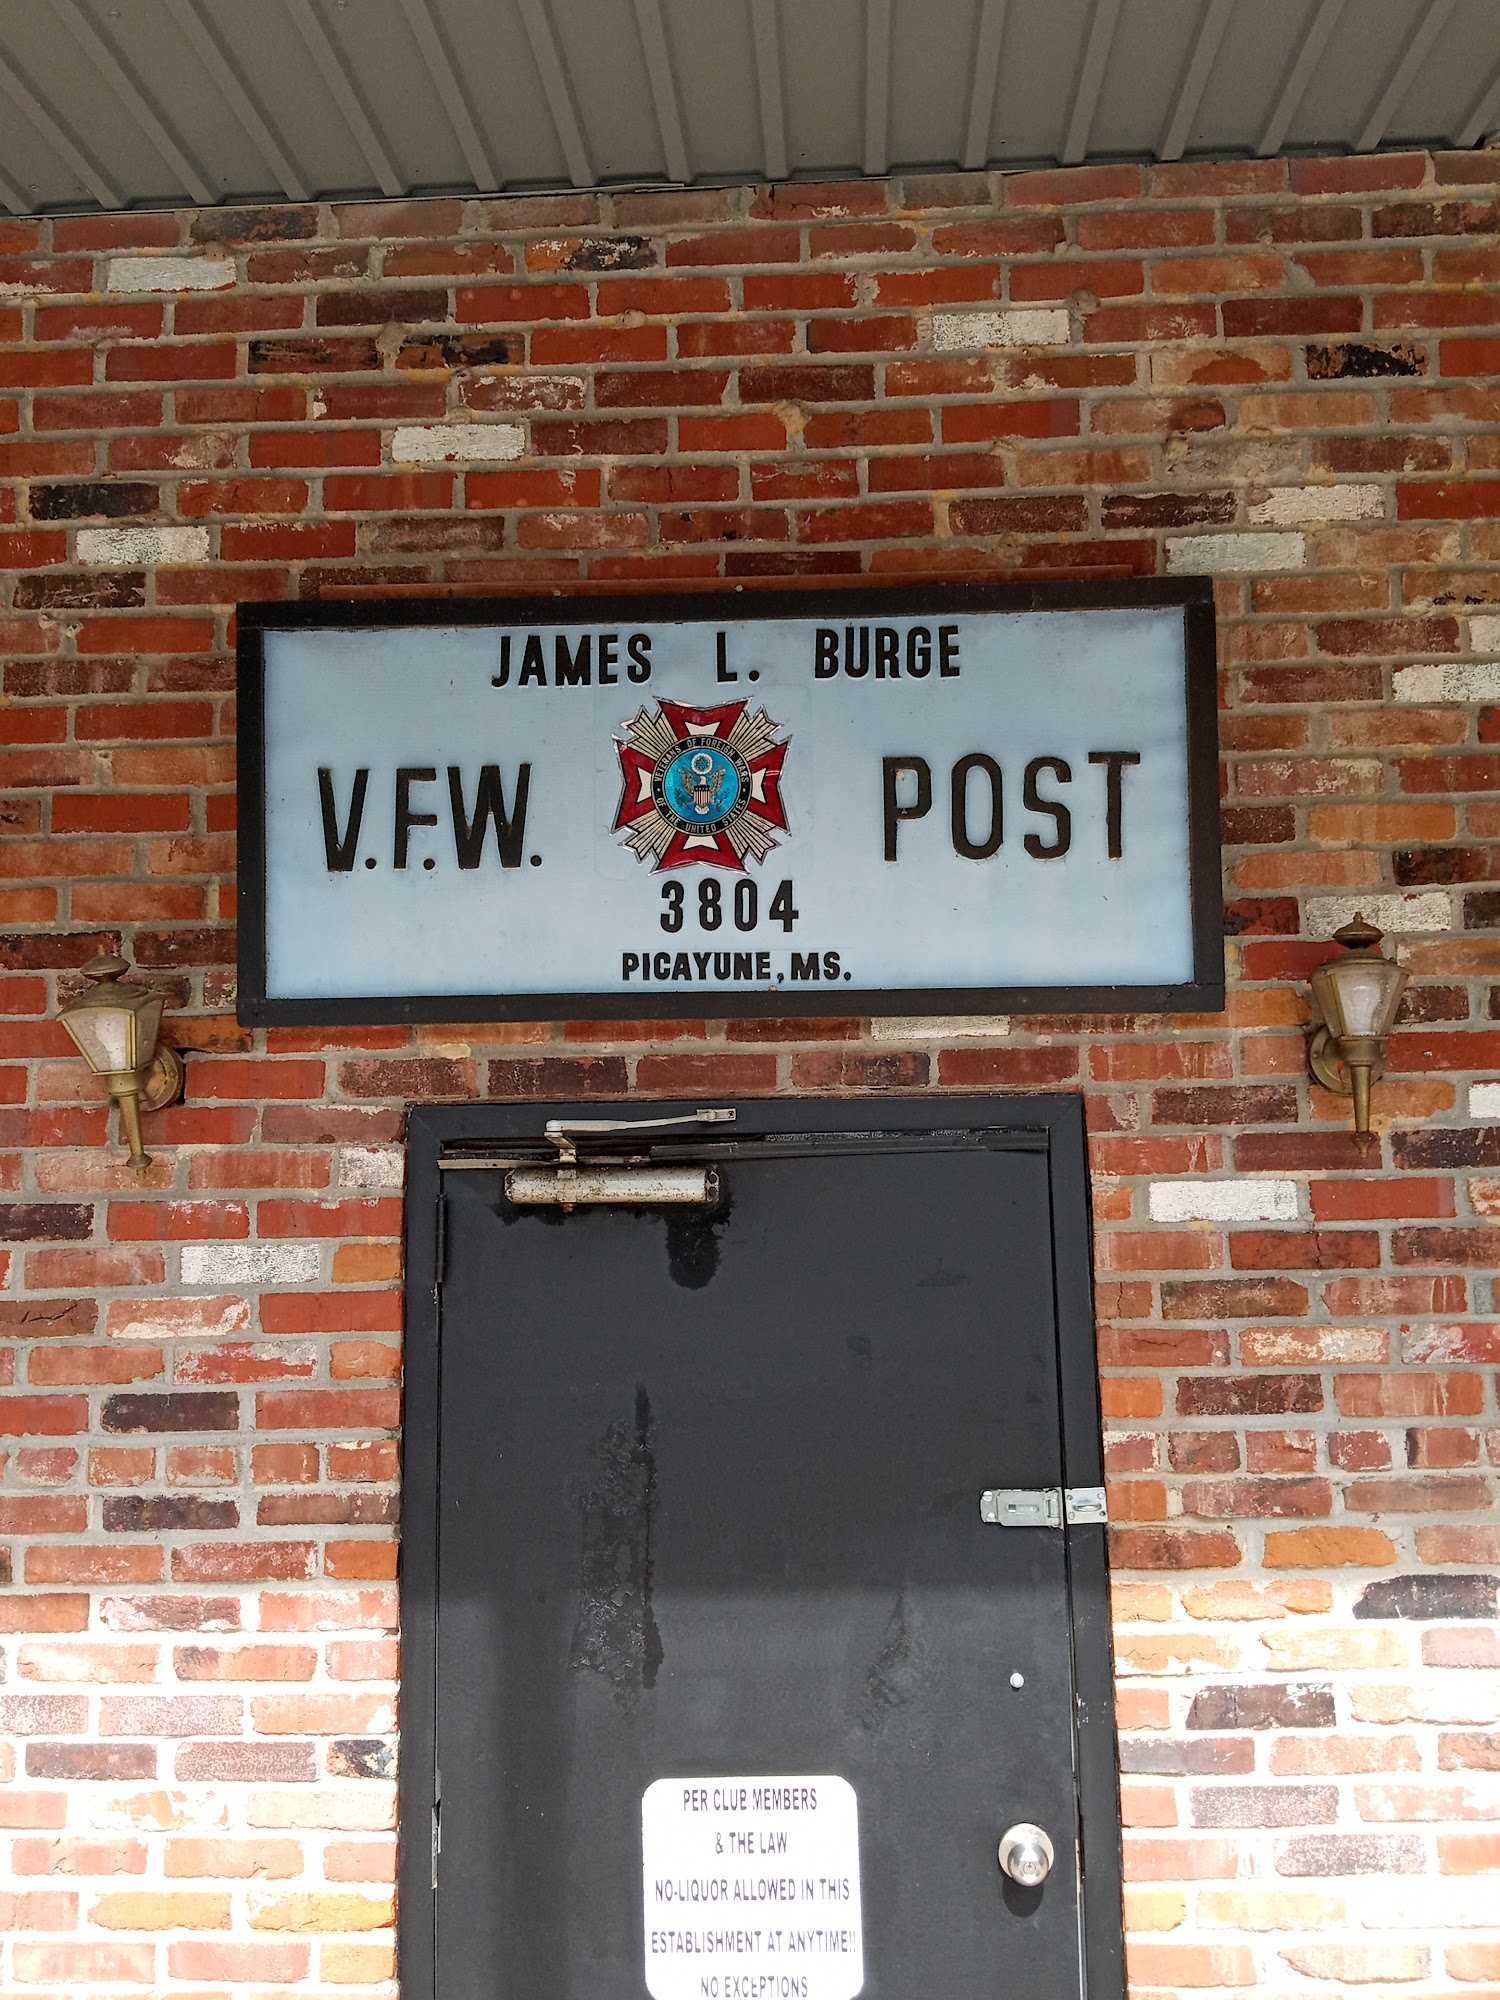 JAMES L. BURGE
V.F.W. POST
VETERANS OF FOREIGN WARS
OF THE UNITED STATES
3804
PICAYUNE, MS.
PER CLUB MEMBERS
& THE LAW
NO-LIQUOR ALLOWED IN THIS
ESTABLISHMENT AT ANYTIME!!
NO EXCEPTIONS